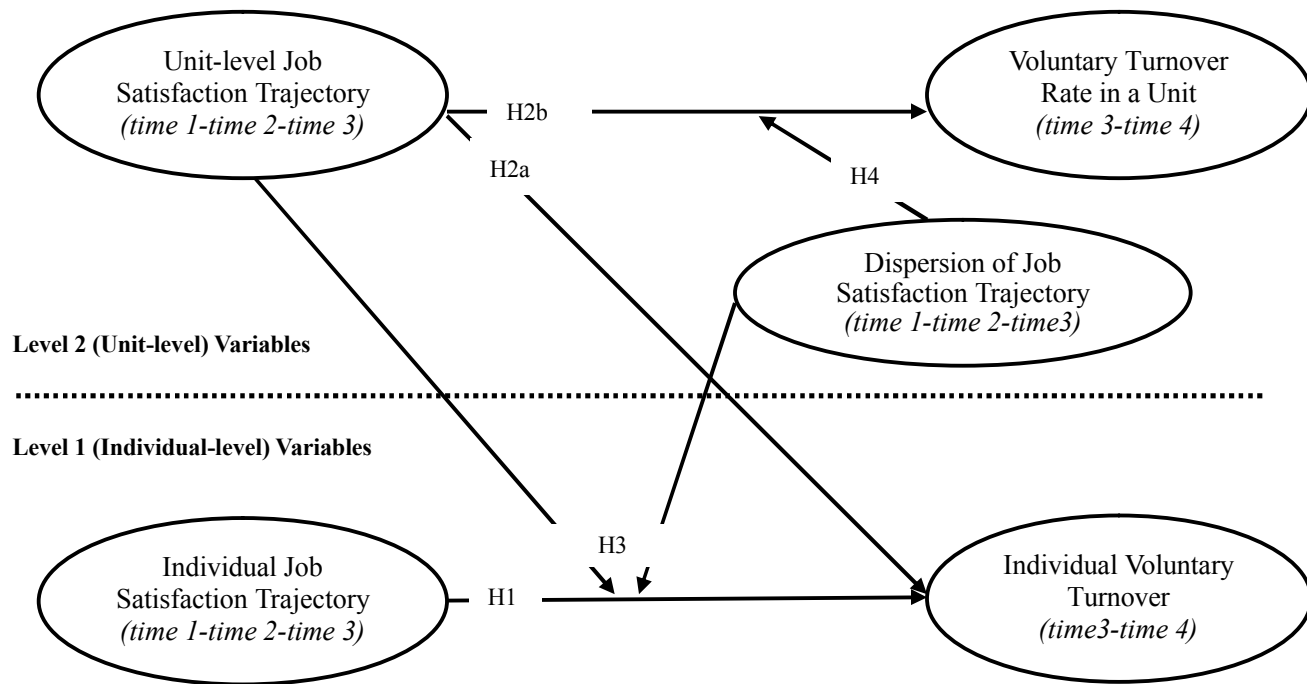 Unit-level Job
Satisfaction Trajectory
(time 1-time 2-time 3)
Voluntary Turnover
Rate in a Unit
(time 3-time 4)
H2b
H2a
H4
Dispersion of Job
Satisfaction Trajectory
(time 1-time 2-time3)
Level 2 (Unit-level) Variables
Level 1 (Individual-level) Variables
H3
Individual Job
Satisfaction Trajectory
(time 1-time 2-time 3)
H1
Individual Voluntary
Turnover
(time3-time 4)